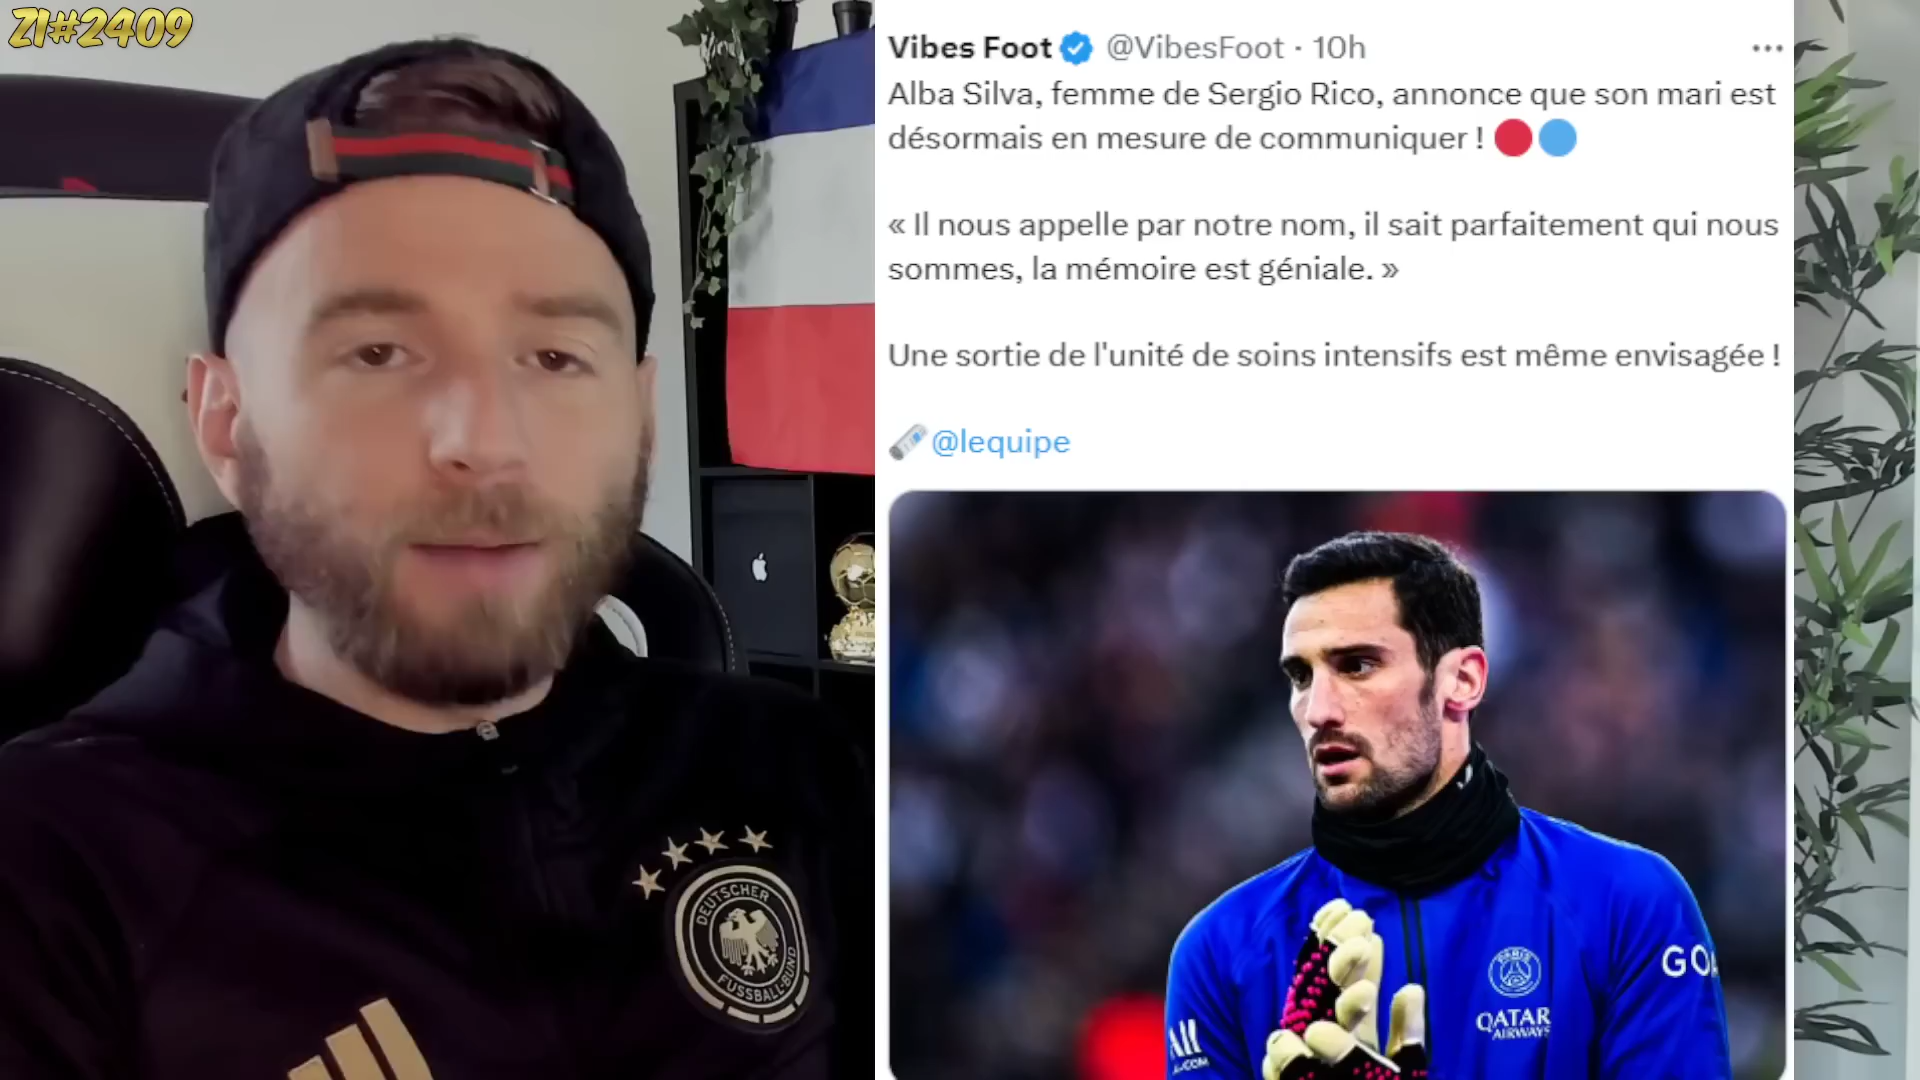 ZI#2409
Vibes Foot @VibesFoot · 10h
Alba Silva, femme de Sergio Rico, annonce que son mari est
désormais en mesure de communiquer !
« Il nous appelle par notre nom, il sait parfaitement qui nous
sommes, la mémoire est géniale. »
Une sortie de l'unité de soins intensifs est même envisagée !
@lequipe
DEUTSCHER
FUSSBALL-BUND
PARIS
GOA
QATAR
AIRWAYS
All